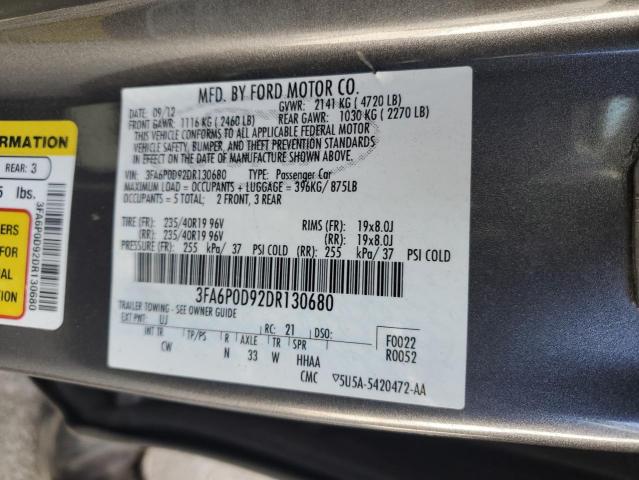 MFD. BY FORD MOTOR CO.
DATE: 09/12 GVWR: 2141 KG ( 4720 LB)
FRONT GAWR: 1116 KG ( 2460 LB) REAR GAWR: 1030 KG ( 2270 LB)
THIS VEHICLE CONFORMS TO ALL APPLICABLE FEDERAL MOTOR
VEHICLE SAFETY, BUMPER, AND THEFT PREVENTION STANDARDS
IN EFFECT ON THE DATE OF MANUFACTURE SHOWN ABOVE.
VIN: 3FA6P0D92DR130680 TYPE: Passenger Car
MAXIMUM LOAD = OCCUPANTS + LUGGAGE = 396KG/ 875LB
OCCUPANTS = 5 TOTAL; 2 FRONT, 3 REAR
TIRE (FR): 235/40R19 96V RIMS (FR): 19x8.0J
(RR): 235/40R19 96V (RR): 19x8.0J
PRESSURE (FR): 255 kPa/ 37 PSI COLD (RR): 255 kPa/ 37 PSI COLD
3FA6P0D92DR130680
TRAILER TOWING - SEE OWNER GUIDE
EXT PNT: UJ RC: 21 DSO: F0022
INT TR TP/PS R AXLE TR SPR R0052
CW N 33 W HHAA
CMC 5U5A-5420472-AA
ORMATION
REAR: 3
5 lbs.
ERS
3FA6P0D92DR130680